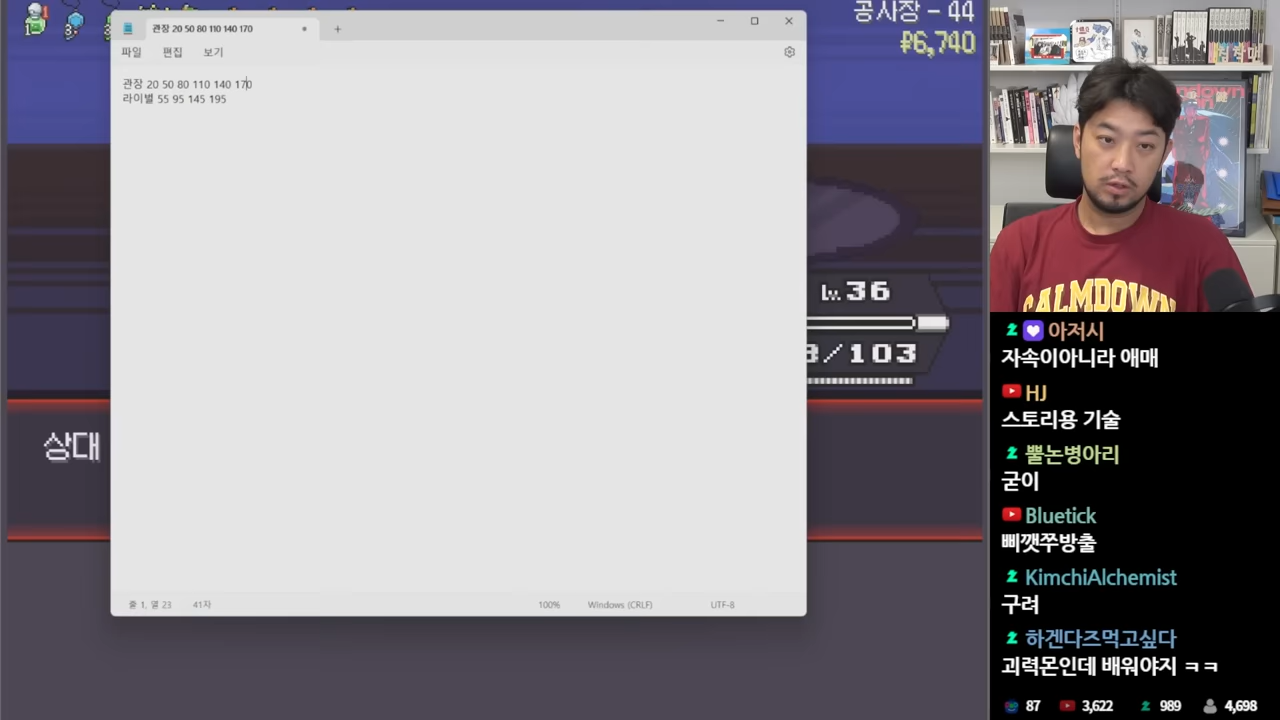 관장 20 50 80 110 140 170
파일 편집 보기
관장 20 50 80 110 140 170
라이벌 55 95 145 195
줄 1, 열 23 41자 100% Windows (CRLF) UTF-8
공사장 - 44
₽6,740
Lv.36
/103
상대
CALMDOWN
아저시
자속이아니라 애매
HJ
스토리용 기술
뿔논병아리
굳이
Bluetick
삐깻쭈방출
KimchiAlchemist
구려
하겐다즈먹고싶다
괴력몬인데 배워야지 ㅋㅋ
87 3,622 989 4,698